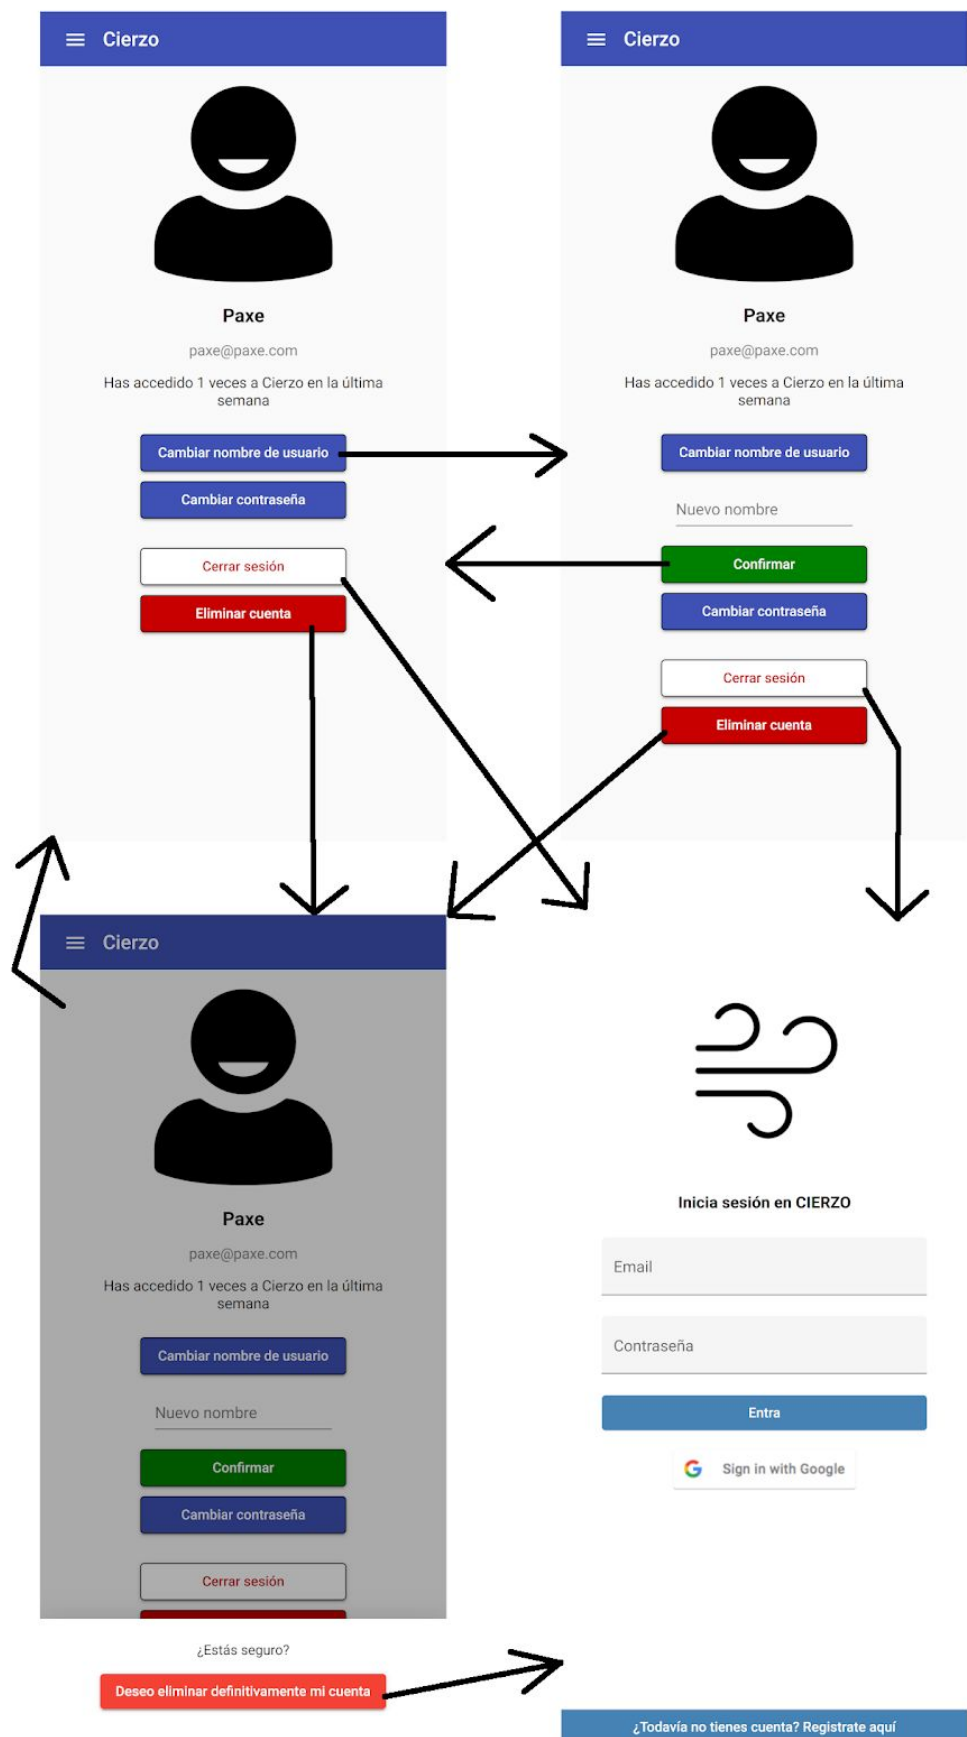 Cierzo
Paxe
paxe@paxe.com
Has accedido 1 veces a Cierzo en la última
semana
Cambiar nombre de usuario
Cambiar contraseña
Cerrar sesión
Eliminar cuenta
Cierzo
Paxe
paxe@paxe.com
Has accedido 1 veces a Cierzo en la última
semana
Cambiar nombre de usuario
Nuevo nombre
Confirmar
Cambiar contraseña
Cerrar sesión
Eliminar cuenta
Cierzo
Paxe
paxe@paxe.com
Has accedido 1 veces a Cierzo en la última
semana
Cambiar nombre de usuario
Nuevo nombre
Confirmar
Cambiar contraseña
Cerrar sesión
¿Estás seguro?
Deseo eliminar definitivamente mi cuenta
Inicia sesión en CIERZO
Email
Contraseña
Entra
G Sign in with Google
¿Todavía no tienes cuenta? Registrate aquí